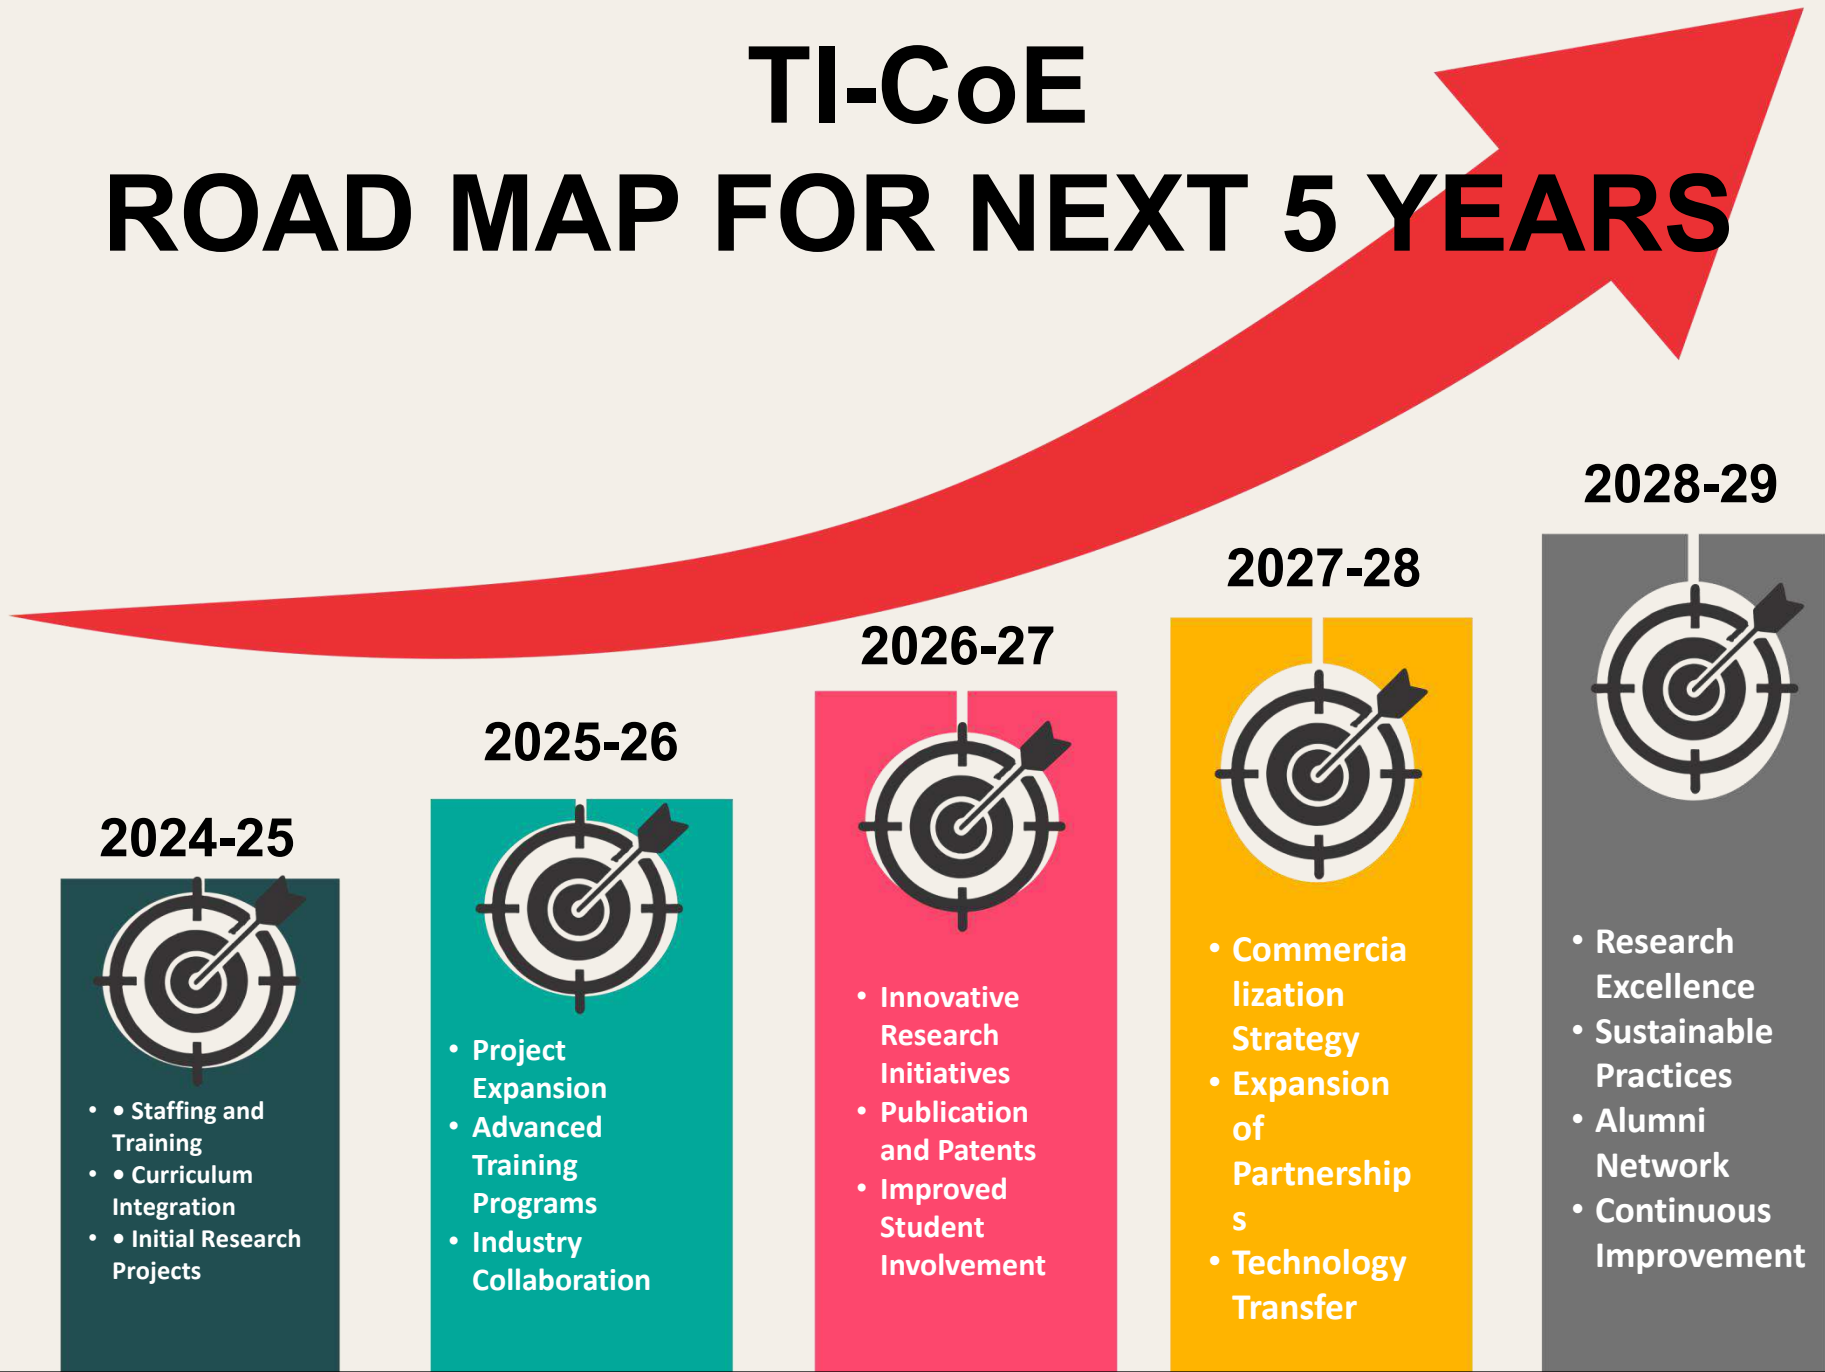 TI-CoE
ROAD MAP FOR NEXT 5 YEARS
2024-25
• • Staffing and
Training
• • Curriculum
Integration
• • Initial Research
Projects
2025-26
• Project
Expansion
• Advanced
Training
Programs
• Industry
Collaboration
2026-27
• Innovative
Research
Initiatives
• Publication
and Patents
• Improved
Student
Involvement
2027-28
• Commercia
lization
Strategy
• Expansion
of
Partnership
s
• Technology
Transfer
2028-29
• Research
Excellence
• Sustainable
Practices
• Alumni
Network
• Continuous
Improvement